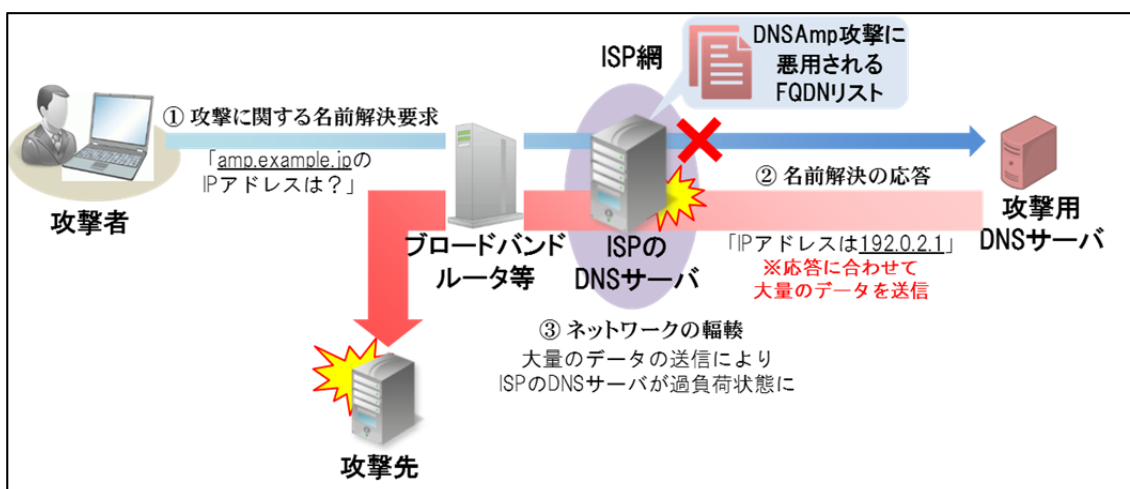 DNSAmp攻撃に
悪用される
FQDNリスト
ISP網
① 攻撃に関する名前解決要求
「amp.example.jpの
IPアドレスは？」
攻撃者
ブロードバンド
ルータ等
ISPの
DNSサーバ
② 名前解決の応答
「IPアドレスは192.0.2.1」
※応答に合わせて
大量のデータを送信
攻撃用
DNSサーバ
③ ネットワークの輻輳
大量のデータの送信により
ISPのDNSサーバが過負荷状態に
攻撃先